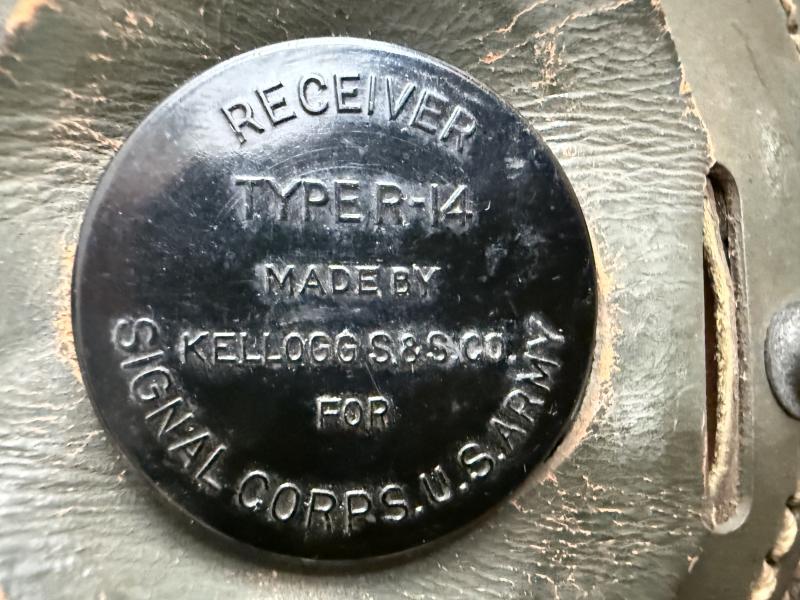 RECEIVER
TYPE R-14
MADE BY
KELLOGG S & S CO.
FOR
SIGNAL CORPS. U.S. ARMY